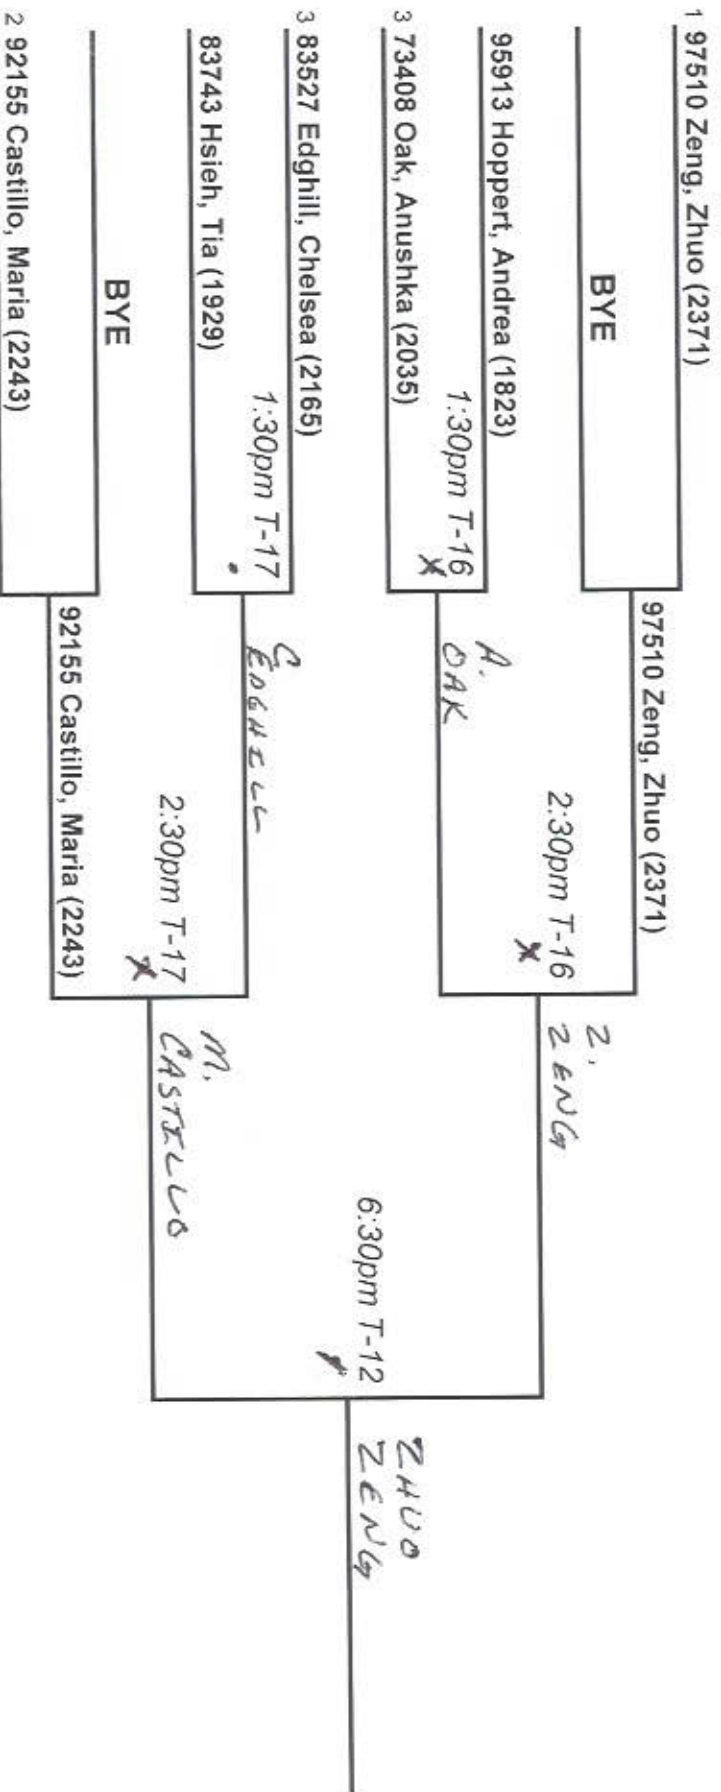 1 97510 Zeng, Zhuo (2371)
BYE
97510 Zeng, Zhuo (2371)
2:30pm T-16
Z.
ZENG
95913 Hoppert, Andrea (1823)
1:30pm T-16
3 73408 Oak, Anushka (2035)
A.
OAK
6:30pm T-12
ZHUO
ZENG
3 83527 Edghill, Chelsea (2165)
1:30pm T-17
83743 Hsieh, Tia (1929)
C
EDGHILL
2:30pm T-17
M.
CASTILLO
BYE
92155 Castillo, Maria (2243)
2 92155 Castillo, Maria (2243)